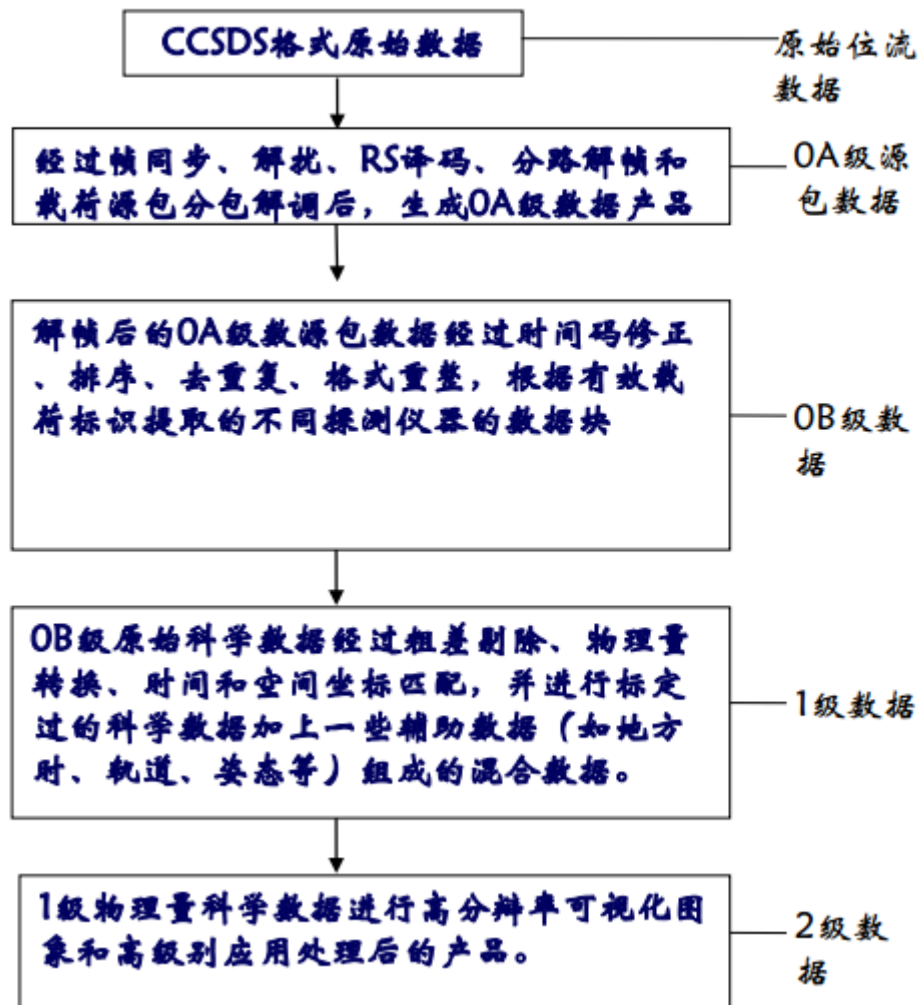 CCSDS格式原始数据
原始位流
数据
经过帧同步、解扰、RS译码、分路解帧和
载荷源包分包解调后，生成0A级数据产品
0A级源
包数据
解帧后的0A级数源包数据经过时间码修正
、排序、去重复、格式重整，根据有效载
荷标识提取的不同探测仪器的数据块
0B级数
据
0B级原始科学数据经过粗差剔除、物理量
转换、时间和空间坐标匹配，并进行标定
过的科学数据加上一些辅助数据（如地方
时、轨道、姿态等）组成的混合数据。
1级数据
1级物理量科学数据进行高分辩率可视化图
象和高级别应用处理后的产品。
2级数
据